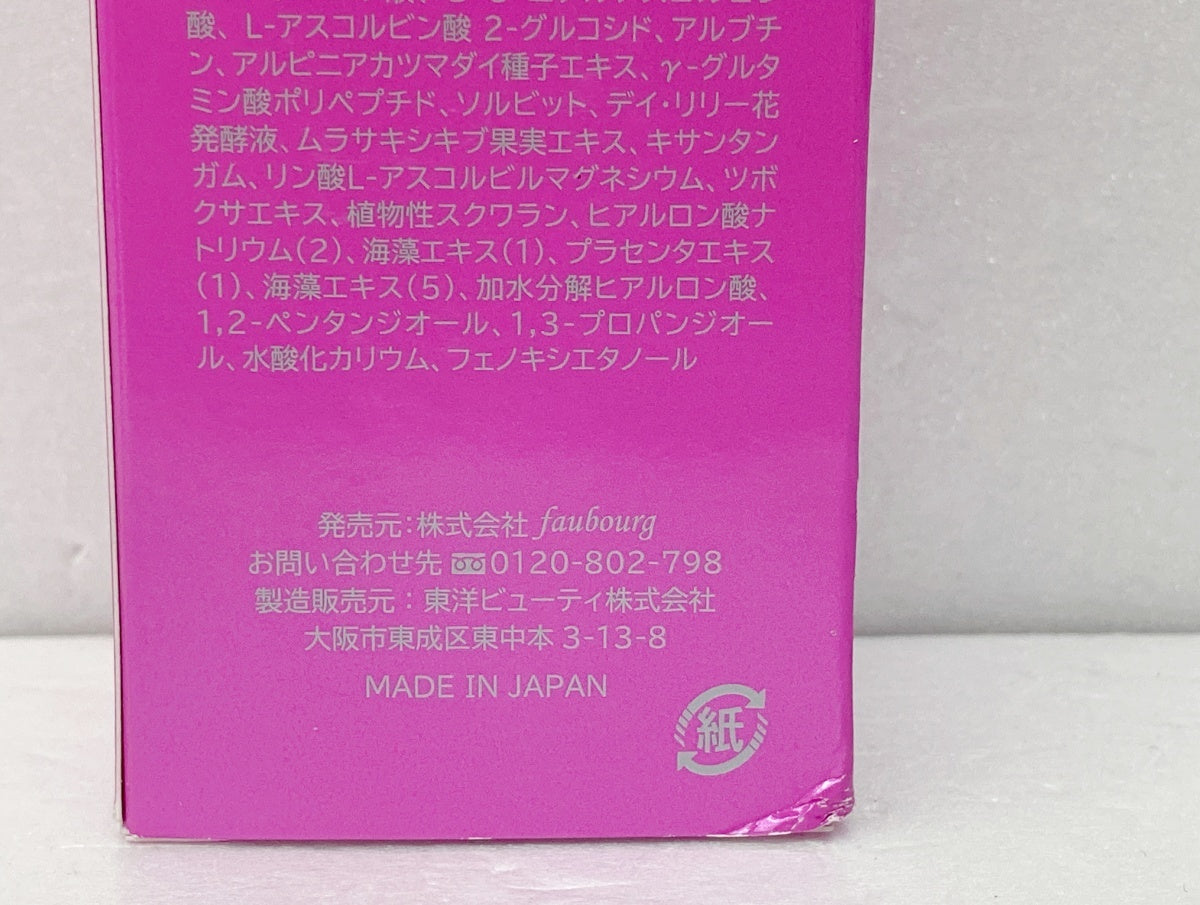 酸、L-アスコルビン酸 2-グルコシド、アルブチ
ン、アルピニアカツマダイ種子エキス、γ-グルタ
ミン酸ポリペプチド、ソルビット、デイ・リリー花
発酵液、ムラサキシキブ果実エキス、キサンタン
ガム、リン酸L-アスコルビルマグネシウム、ツボ
クサエキス、植物性スクワラン、ヒアルロン酸ナ
トリウム(2)、海藻エキス(1)、プラセンタエキス
(1)、海藻エキス(5)、加水分解ヒアルロン酸、
1,2-ペンタンジオール、1,3-プロパンジオー
ル、水酸化カリウム、フェノキシエタノール
発売元:株式会社 faubourg
お問い合わせ先 0120-802-798
製造販売元:東洋ビューティ株式会社
大阪市東成区東中本 3-13-8
MADE IN JAPAN
紙